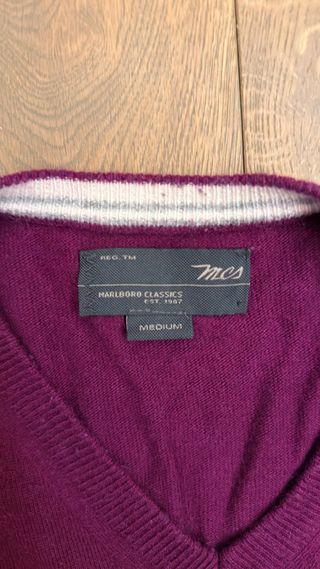 REG. TM
mcs
MARLBORO CLASSICS
EST. 1987
MEDIUM